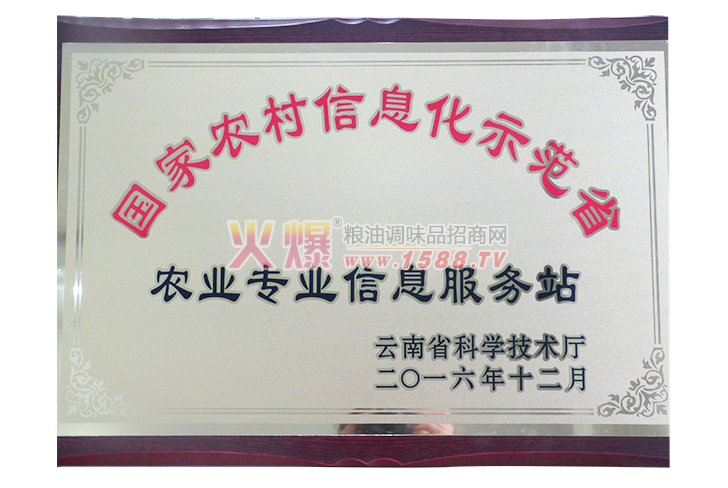 国家农村信息化示范省
火爆®粮油调味品招商网
www.1588.TV
农业专业信息服务站
云南省科学技术厅
二〇一六年十二月